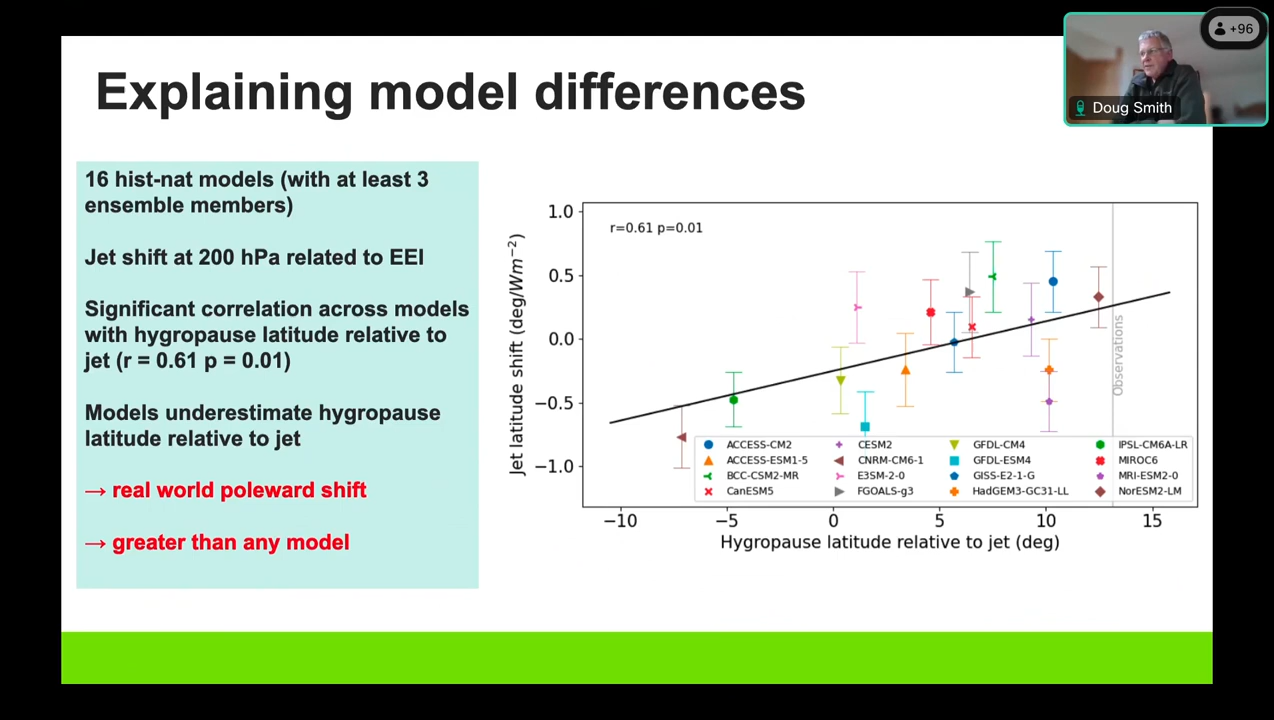 +96
Doug Smith
Explaining model differences
16 hist-nat models (with at least 3
ensemble members)
Jet shift at 200 hPa related to EEI
Significant correlation across models
with hygropause latitude relative to
jet (r = 0.61 p = 0.01)
Models underestimate hygropause
latitude relative to jet
→ real world poleward shift
→ greater than any model
Jet latitude shift (deg/Wm⁻²)
1.0
0.5
0.0
−0.5
−1.0
r=0.61 p=0.01
Observations
ACCESS-CM2
ACCESS-ESM1-5
BCC-CSM2-MR
CanESM5
CESM2
CNRM-CM6-1
E3SM-2-0
FGOALS-g3
GFDL-CM4
GFDL-ESM4
GISS-E2-1-G
HadGEM3-GC31-LL
IPSL-CM6A-LR
MIROC6
MRI-ESM2-0
NorESM2-LM
−10 −5 0 5 10 15
Hygropause latitude relative to jet (deg)